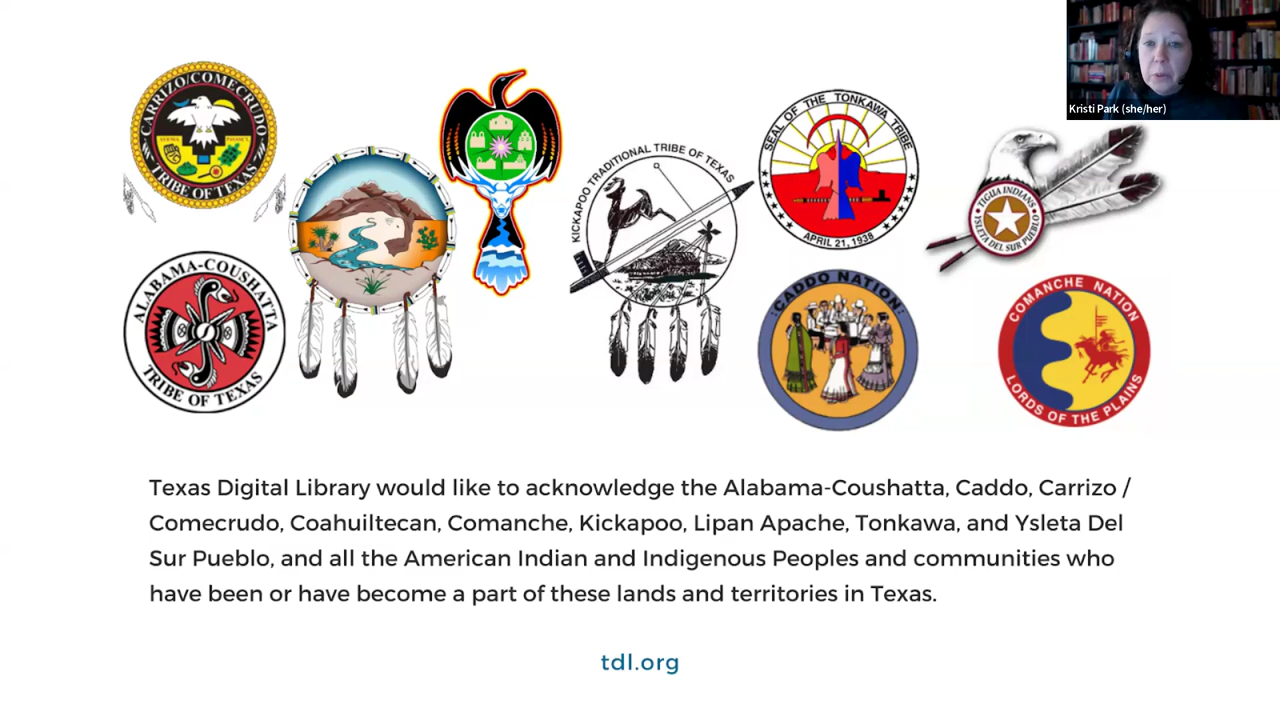 Kristi Park (she/her)
CARRIZO/COMECRUDO
TRIBE OF TEXAS
KICKAPOO TRADITIONAL TRIBE OF TEXAS
SEAL OF THE TONKAWA TRIBE
APRIL 21, 1938
TIGUA INDIANS
YSLETA DEL SUR PUEBLO
ALABAMA-COUSHATTA
TRIBE OF TEXAS
CADDO NATION
COMANCHE NATION
LORDS OF THE PLAINS
Texas Digital Library would like to acknowledge the Alabama-Coushatta, Caddo, Carrizo /
Comecrudo, Coahuiltecan, Comanche, Kickapoo, Lipan Apache, Tonkawa, and Ysleta Del
Sur Pueblo, and all the American Indian and Indigenous Peoples and communities who
have been or have become a part of these lands and territories in Texas.
tdl.org